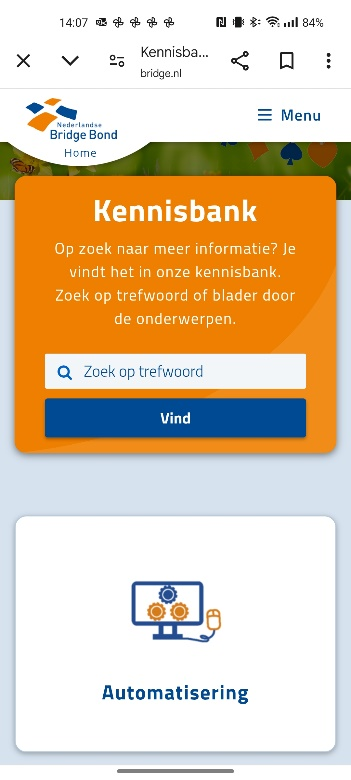 14:07
84%
Kennisba...
bridge.nl
Nederlandse
Bridge Bond
Home
Menu
Kennisbank
Op zoek naar meer informatie? Je
vindt het in onze kennisbank.
Zoek op trefwoord of blader door
de onderwerpen.
Zoek op trefwoord
Vind
Automatisering